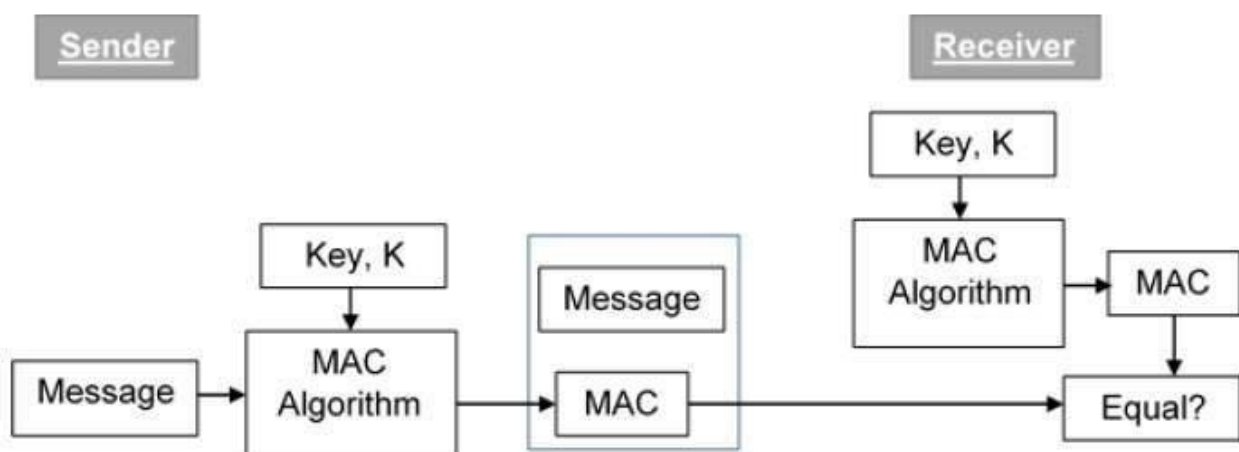 Sender
Receiver
Key, K
MAC
Algorithm
MAC
Key, K
Message
Message
MAC
Algorithm
MAC
Equal?